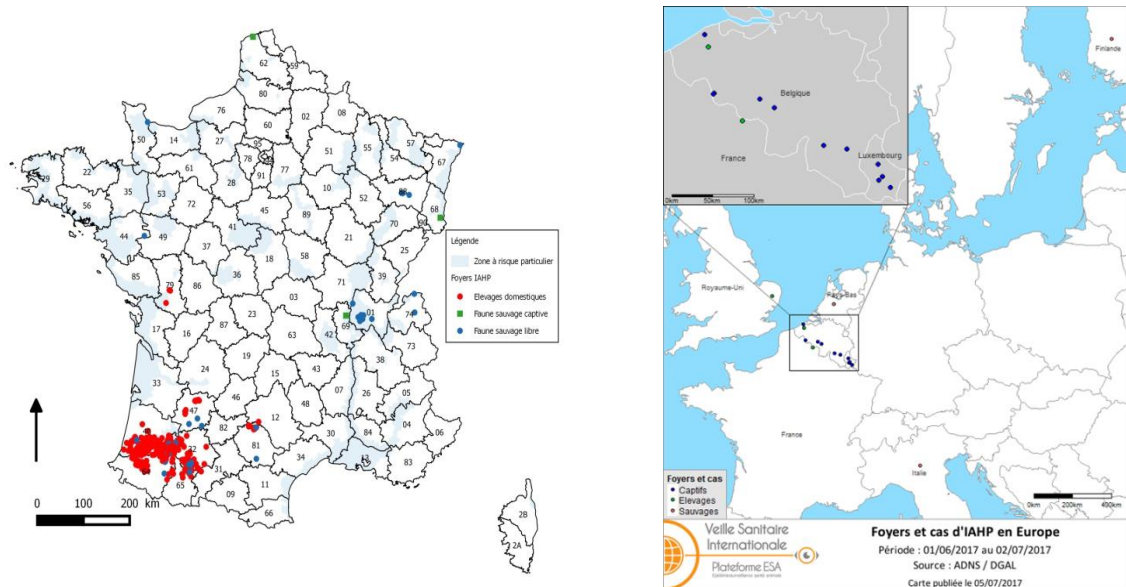 62
59
80
76
02
08
60
50
14
27
95
57
55
51
54
67
78
77
61
91
28
29
22
35
53
72
10
52
88
68
56
45
89
70
90
44
49
41
37
21
25
18
58
36
39
85
79
86
71
03
01
74
17
16
87
23
69
42
63
73
38
19
24
43
15
33
07
26
05
46
47
48
12
82
04
06
30
84
81
40
32
31
34
13
83
64
65
11
09
66
2B
2A
Légende
Zone à risque particulier
Foyers IAHP
Elevages domestiques
Faune sauvage captive
Faune sauvage libre
0 100 200 km
Belgique
France
Luxembourg
0km 50km 100km
Finlande
Royaume-Uni
Pays-Bas
France
Italie
Foyers et cas
Captifs
Elevages
Sauvages
0km 200km 400km
Veille Sanitaire
Internationale
Plateforme ESA
Epidémiosurveillance santé animale
Foyers et cas d'IAHP en Europe
Période : 01/06/2017 au 02/07/2017
Source : ADNS / DGAL
Carte publiée le 05/07/2017